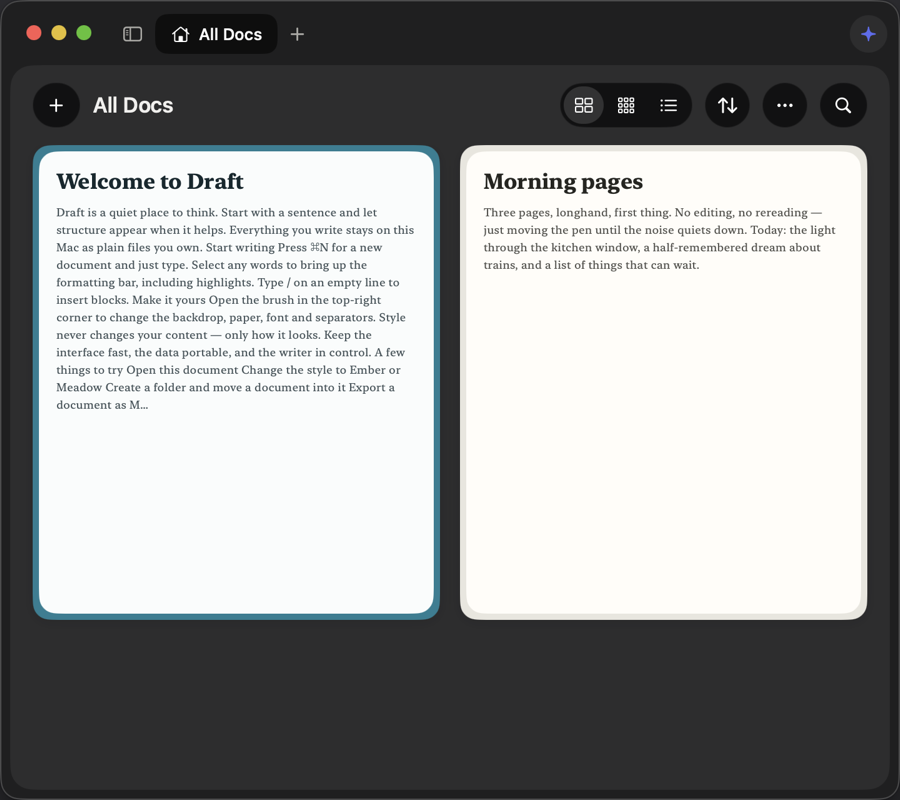 All Docs
All Docs
Welcome to Draft
Draft is a quiet place to think. Start with a sentence and let
structure appear when it helps. Everything you write stays on this
Mac as plain files you own. Start writing Press ⌘N for a new
document and just type. Select any words to bring up the
formatting bar, including highlights. Type / on an empty line to
insert blocks. Make it yours Open the brush in the top-right
corner to change the backdrop, paper, font and separators. Style
never changes your content — only how it looks. Keep the
interface fast, the data portable, and the writer in control. A few
things to try Open this document Change the style to Ember or
Meadow Create a folder and move a document into it Export a
document as M...
Morning pages
Three pages, longhand, first thing. No editing, no rereading —
just moving the pen until the noise quiets down. Today: the light
through the kitchen window, a half-remembered dream about
trains, and a list of things that can wait.